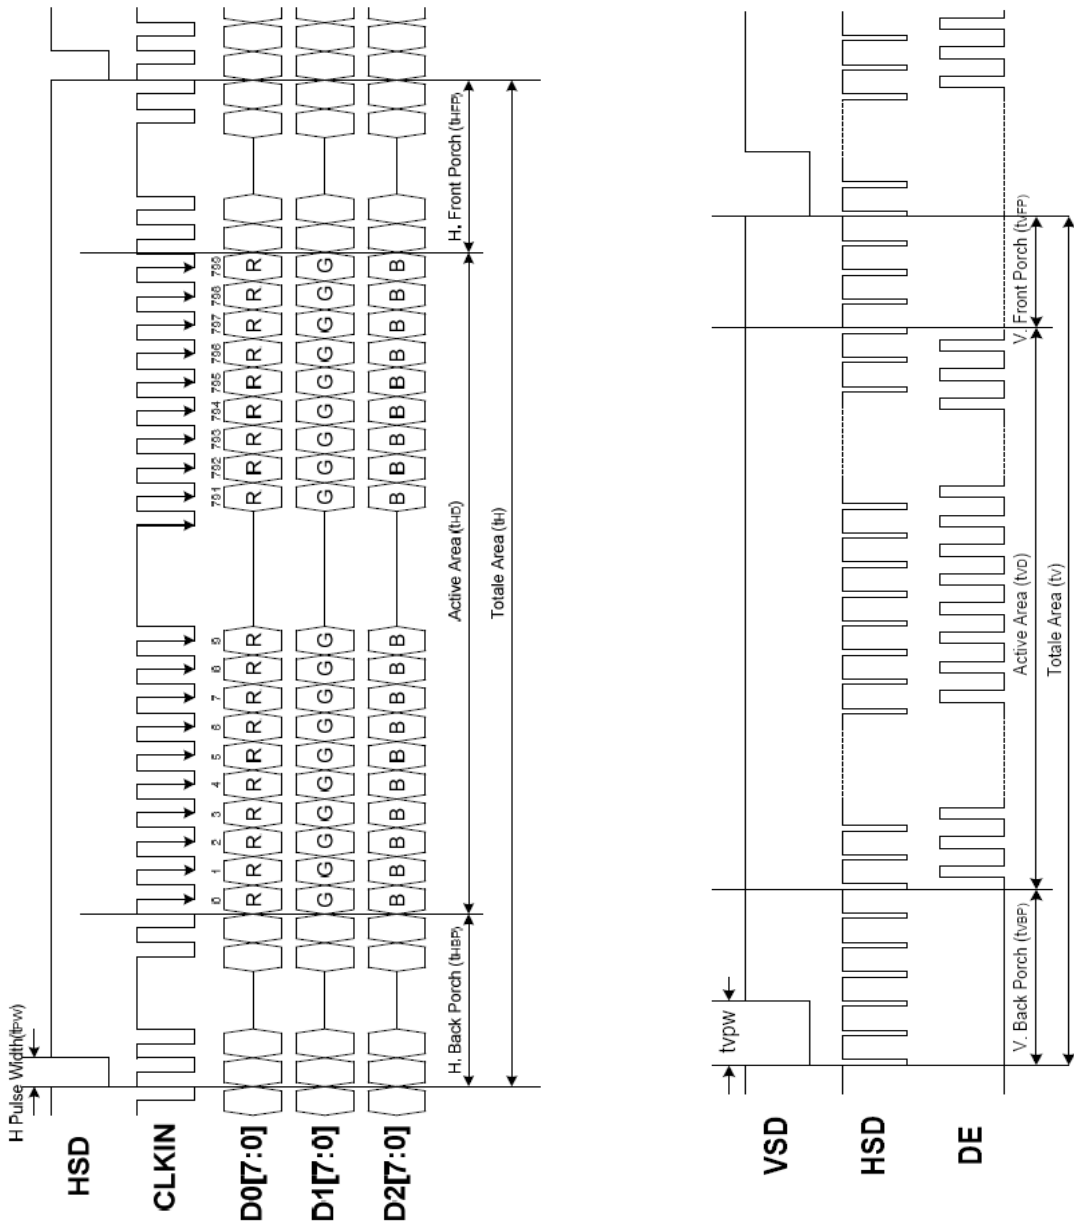 H Pulse Width(tPW)
HSD
CLKIN
0 1 2 3 4 5 6 7 8 9 791 792 793 794 795 796 797 798 799
D0[7:0]
R R R R R R R R R R R R R R R R R R R
D1[7:0]
G G G G G G G G G G G G G G G G G G G
D2[7:0]
B B B B B B B B B B B B B B B B B B B
H. Back Porch (tHBP)
Active Area (tHD)
H. Front Porch (tHFP)
Totale Area (tH)
tvpw
VSD
HSD
DE
V. Back Porch (tVBP)
Active Area (tVD)
V. Front Porch (tVFP)
Totale Area (tV)